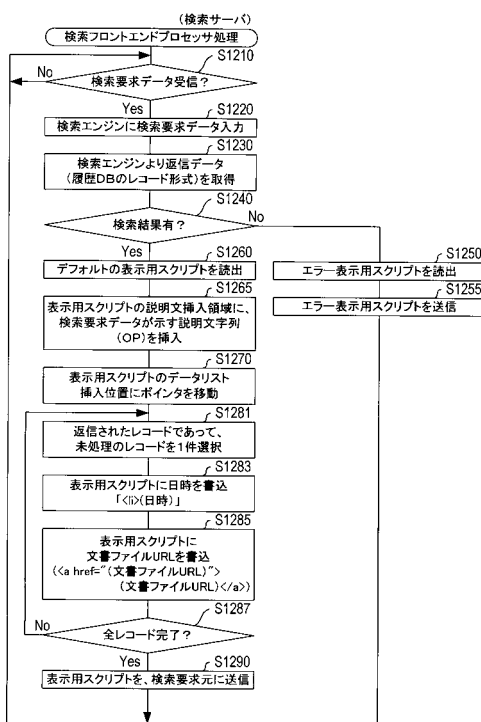 (検索サーバ)
検索フロントエンドプロセッサ処理
S1210
No
検索要求データ受信?
Yes
S1220
検索エンジンに検索要求データ入力
S1230
検索エンジンより返信データ
(履歴DBのレコード形式)を取得
S1240
検索結果有?
No
Yes
S1260
デフォルトの表示用スクリプトを読出
S1250
エラー表示用スクリプトを読出
S1265
表示用スクリプトの説明文挿入領域に、
検索要求データが示す説明文字列
(OP)を挿入
S1255
エラー表示用スクリプトを送信
S1270
表示用スクリプトのデータリスト
挿入位置にポインタを移動
S1281
返信されたレコードであって、
未処理のレコードを1件選択
S1283
表示用スクリプトに日時を書込
「<li>(日時)」
S1285
表示用スクリプトに
文書ファイルURLを書込
(<a href="(文書ファイルURL)">
(文書ファイルURL)</a>)
S1287
No
全レコード完了?
Yes
S1290
表示用スクリプトを、検索要求元に送信